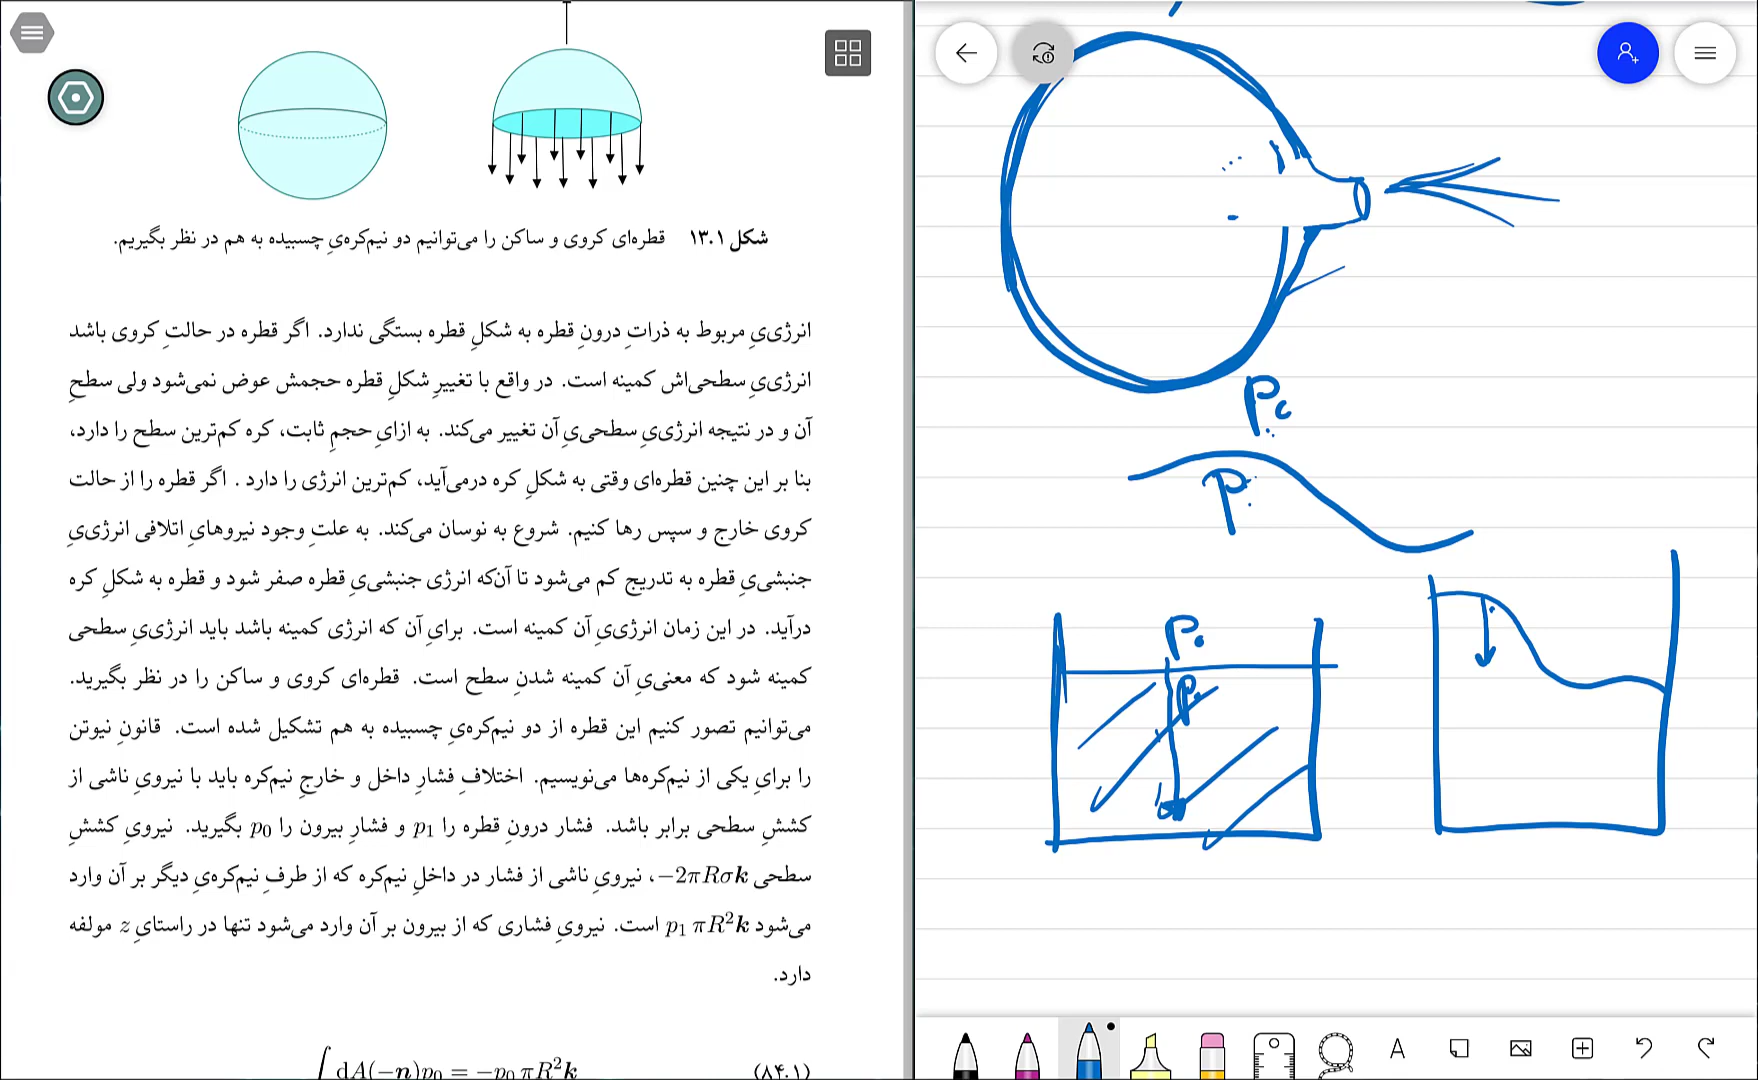 شکل ۱۳.۱ قطره‌ای کروی و ساکن را می‌توانیم دو نیم‌کره‌یِ چسبیده به هم در نظر بگیریم.
انرژی‌یِ مربوط به ذراتِ درونِ قطره به شکلِ قطره بستگی ندارد. اگر قطره در حالتِ کروی باشد
انرژی‌یِ سطحی‌اش کمینه است. در واقع با تغییرِ شکلِ قطره حجمش عوض نمی‌شود ولی سطحِ
آن و در نتیجه انرژی‌یِ سطحی‌یِ آن تغییر می‌کند. به ازایِ حجمِ ثابت، کره کم‌ترین سطح را دارد،
بنا بر این چنین قطره‌ای وقتی به شکلِ کره درمی‌آید، کم‌ترین انرژی را دارد . اگر قطره را از حالت
کروی خارج و سپس رها کنیم. شروع به نوسان می‌کند. به علتِ وجود نیروهایِ اتلافی انرژی‌یِ
جنبشی‌یِ قطره به تدریج کم می‌شود تا آن‌که انرژی جنبشی‌یِ قطره صفر شود و قطره به شکلِ کره
درآید. در این زمان انرژی‌یِ آن کمینه است. برایِ آن که انرژی کمینه باشد باید انرژی‌یِ سطحی
کمینه شود که معنی‌یِ آن کمینه شدنِ سطح است. قطره‌ای کروی و ساکن را در نظر بگیرید.
می‌توانیم تصور کنیم این قطره از دو نیم‌کره‌یِ چسبیده به هم تشکیل شده است. قانونِ نیوتن
را برایِ یکی از نیم‌کره‌ها می‌نویسیم. اختلافِ فشارِ داخل و خارجِ نیم‌کره باید با نیروی ناشی از
کششِ سطحی برابر باشد. فشار درونِ قطره را p₁ و فشارِ بیرون را p₀ بگیرید. نیرویِ کششِ
سطحی −2πRσk، نیرویِ ناشی از فشار در داخلِ نیم‌کره که از طرفِ نیم‌کره‌یِ دیگر بر آن وارد
می‌شود p₁ πR²k است. نیرویِ فشاری که از بیرون بر آن وارد می‌شود تنها در راستایِ z مولفه
دارد.
∫ dA(−n)p₀ = −p₀ πR²k (۸۴.۱)
P₀
P
P₀
A